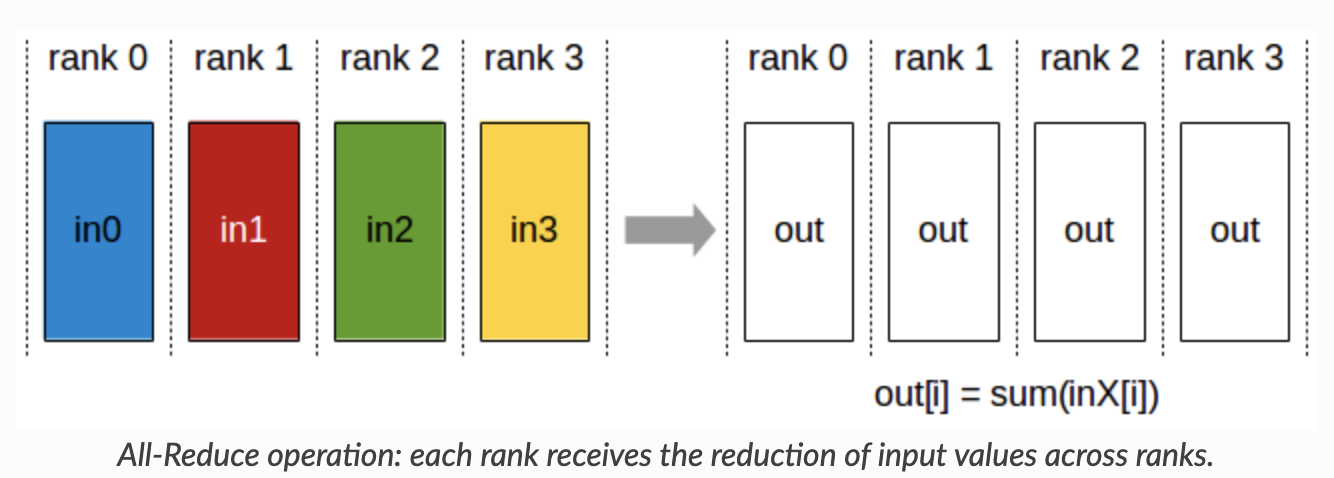 rank 0 rank 1 rank 2 rank 3 rank 0 rank 1 rank 2 rank 3
in0 in1 in2 in3 out out out out
out[i] = sum(inX[i])
All-Reduce operation: each rank receives the reduction of input values across ranks.